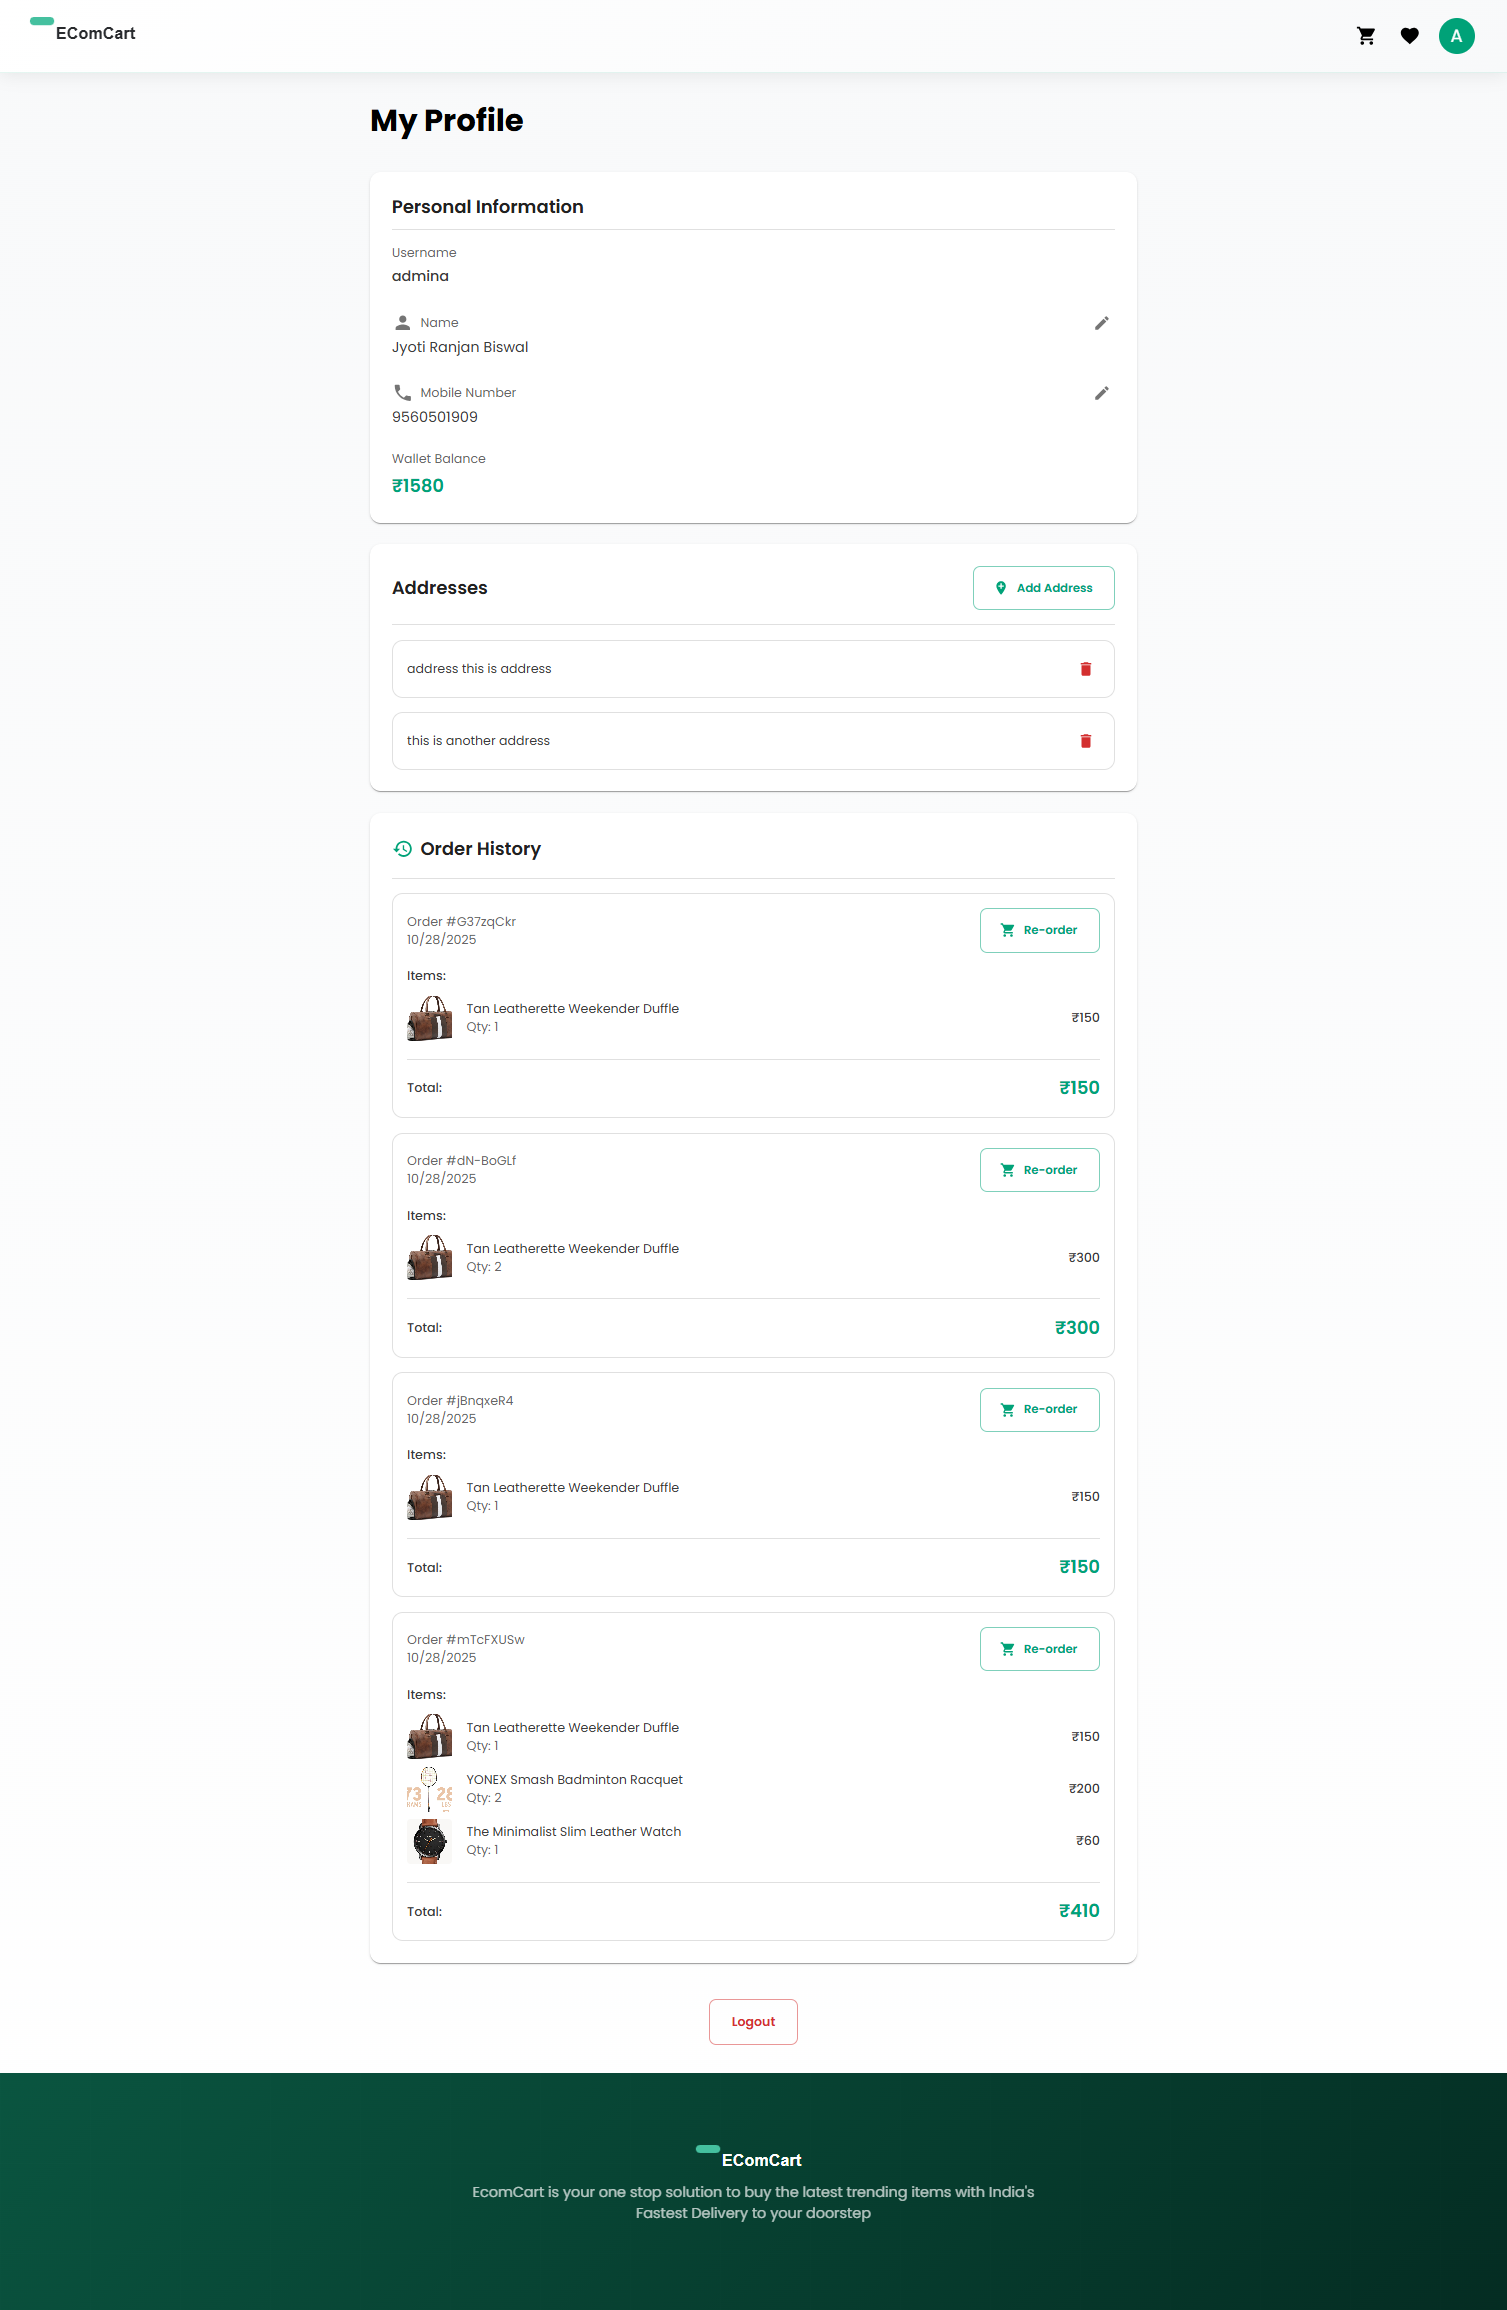 EComCart
A
My Profile
Personal Information
Username
admina
Name
Jyoti Ranjan Biswal
Mobile Number
9560501909
Wallet Balance
₹1580
Addresses
Add Address
address this is address
this is another address
Order History
Order #G37zqCkr
10/28/2025
Re-order
Items:
Tan Leatherette Weekender Duffle
Qty: 1
₹150
Total:
₹150
Order #dN-BoGLf
10/28/2025
Re-order
Items:
Tan Leatherette Weekender Duffle
Qty: 2
₹300
Total:
₹300
Order #jBnqxeR4
10/28/2025
Re-order
Items:
Tan Leatherette Weekender Duffle
Qty: 1
₹150
Total:
₹150
Order #mTcFXUSw
10/28/2025
Re-order
Items:
Tan Leatherette Weekender Duffle
Qty: 1
₹150
YONEX Smash Badminton Racquet
Qty: 2
₹200
The Minimalist Slim Leather Watch
Qty: 1
₹60
Total:
₹410
Logout
EComCart
EcomCart is your one stop solution to buy the latest trending items with India's
Fastest Delivery to your doorstep